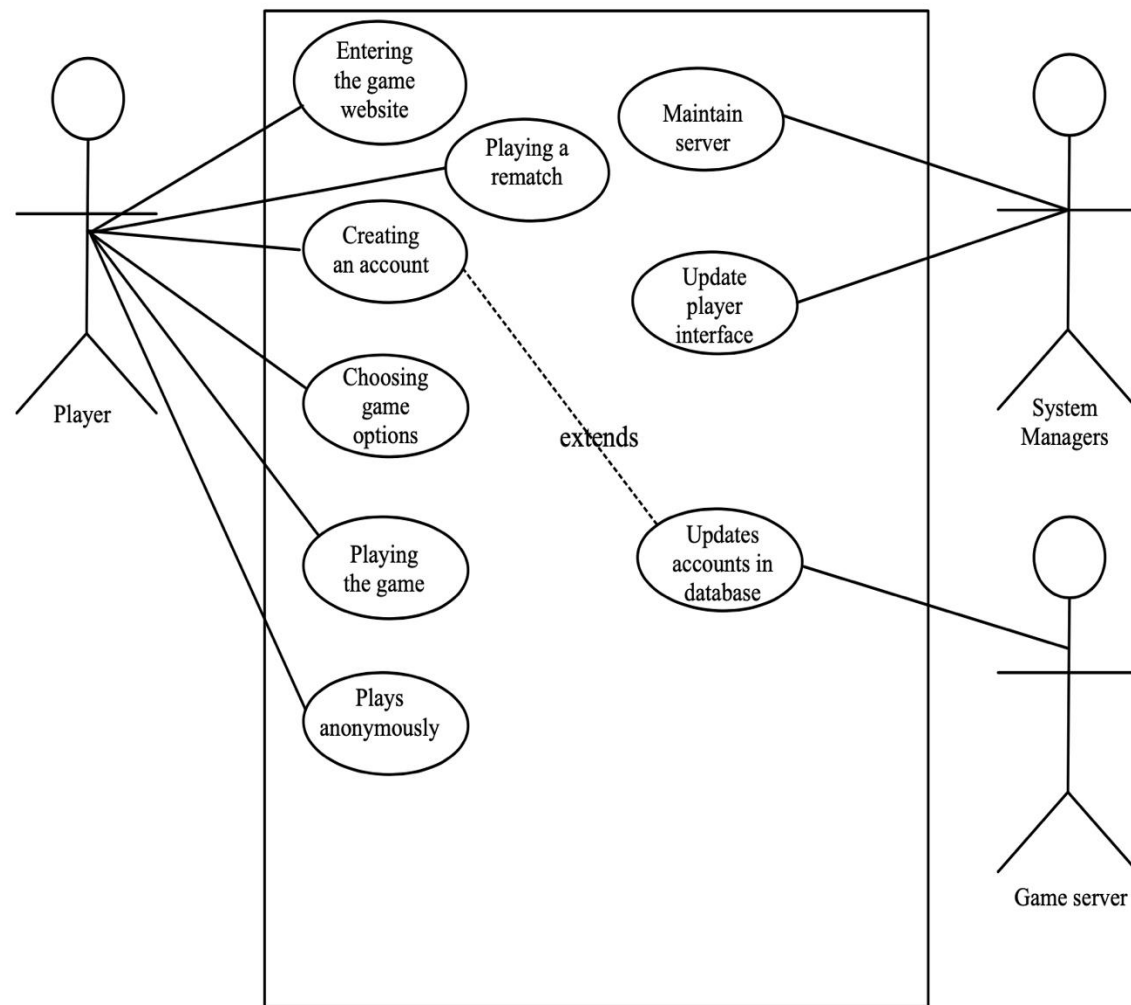 Entering
the game
website
Playing a
rematch
Maintain
server
Creating
an account
Update
player
interface
Player
Choosing
game
options
extends
System
Managers
Playing
the game
Updates
accounts in
database
Plays
anonymously
Game server